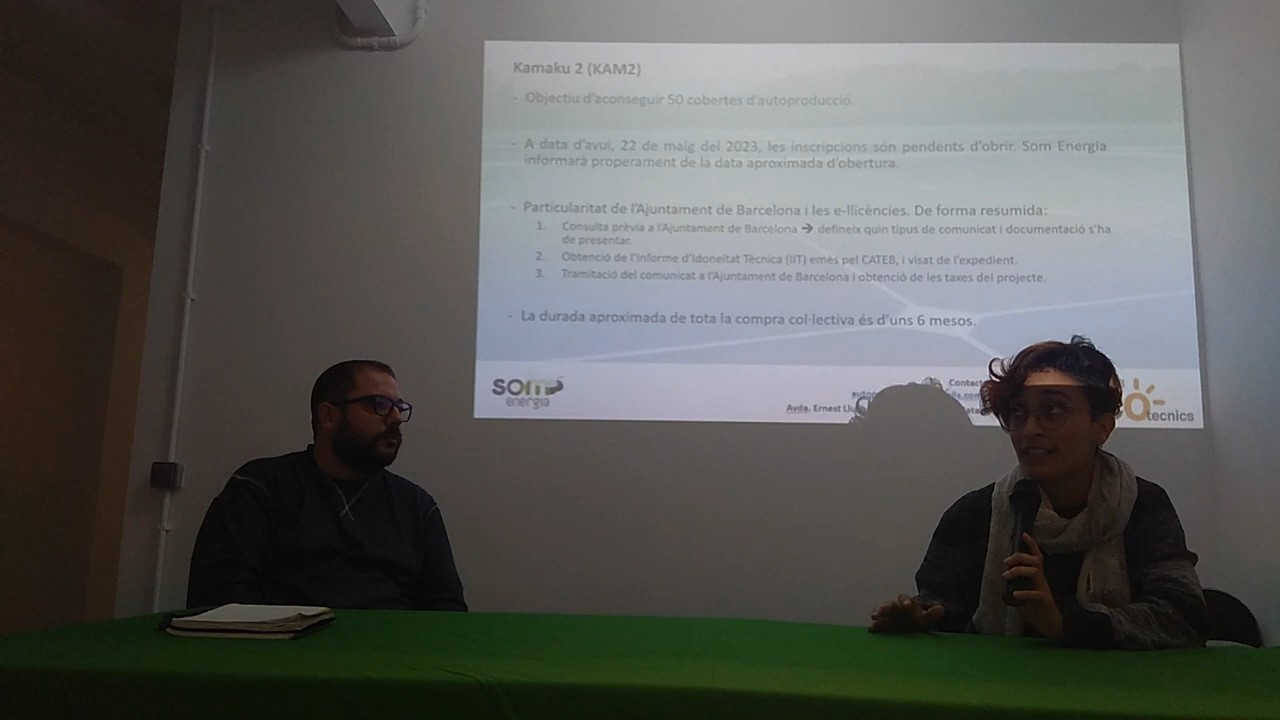 Kamaku 2 (KAM2)
- Objectiu d'aconseguir 50 cobertes d'autoproducció.
- A data d'avui, 22 de maig del 2023, les inscripcions són pendents d'obrir. Som Energia
informarà properament de la data aproximada d'obertura.
- Particularitat de l'Ajuntament de Barcelona i les e-llicències. De forma resumida:
1. Consulta prèvia a l'Ajuntament de Barcelona ➔ defineix quin tipus de comunicat i documentació s'ha
de presentar.
2. Obtenció de l'Informe d'Idoneïtat Tècnica (IIT) emès pel CATEB, i visat de l'expedient.
3. Tramitació del comunicat a l'Ajuntament de Barcelona i obtenció de les taxes del projecte.
- La durada aproximada de tota la compra col·lectiva és d'uns 6 mesos.
som
energia
Contact
Avda. Ernest
tecnics